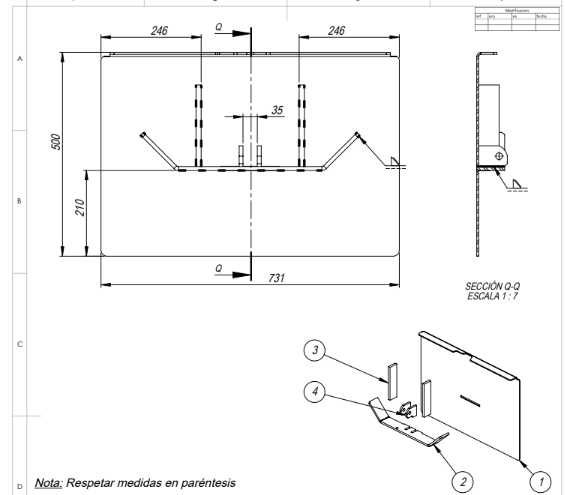 Modificacion
ref
por
Fecha
A
B
C
D
246
Q
246
35
500
210
Q
731
SECCIÓN Q-Q
ESCALA 1 : 7
3
4
2
1
Nota: Respetar medidas en paréntesis